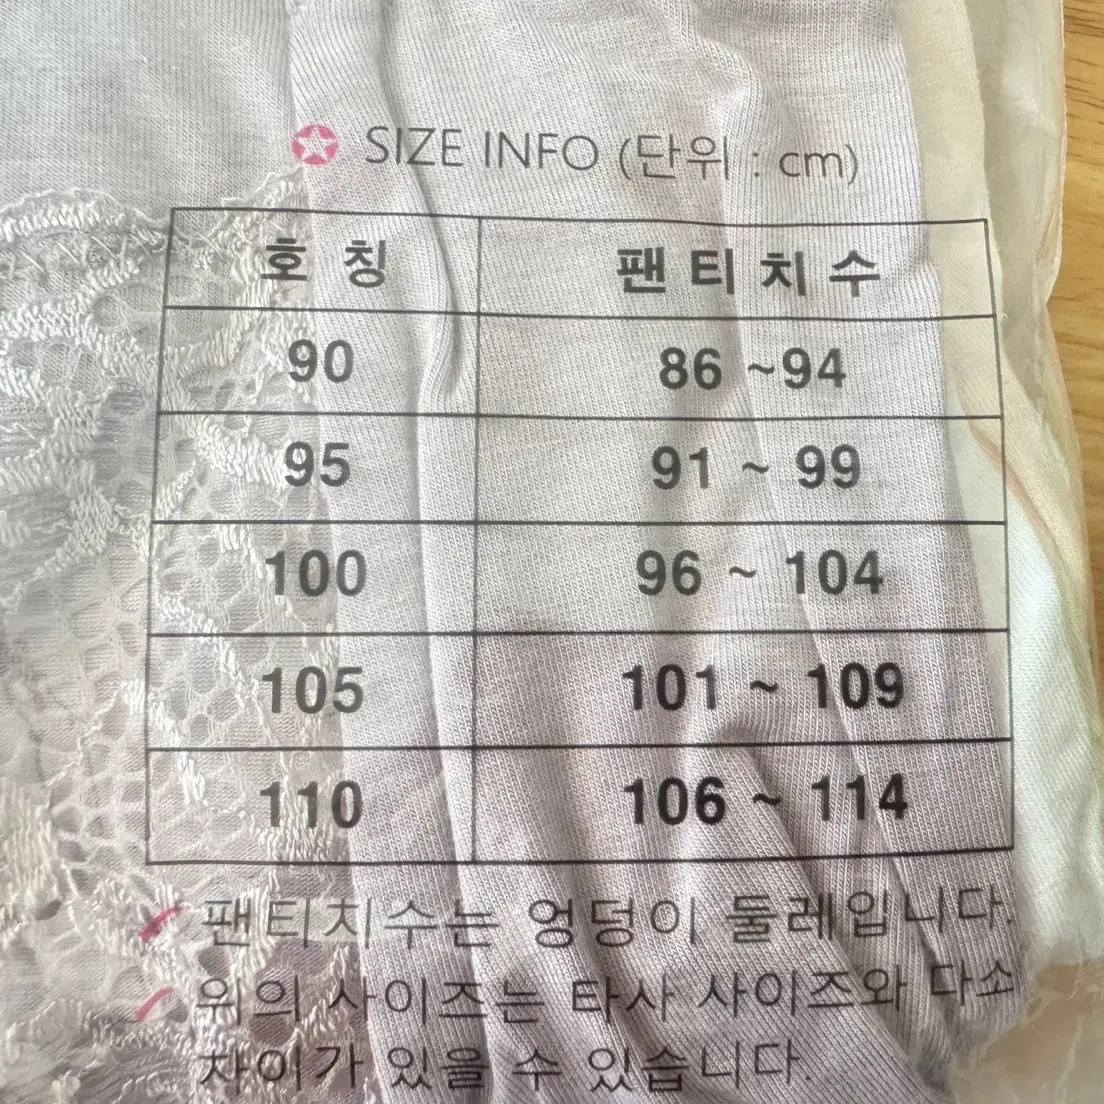 SIZE INFO (단위 : cm)
호 칭 팬 티 치 수
90 86 ~94
95 91 ~ 99
100 96 ~ 104
105 101 ~ 109
110 106 ~ 114
팬티치수는 엉덩이 둘레입니다.
위의 사이즈는 타사 사이즈와 다소
차이가 있을 수 있습니다.